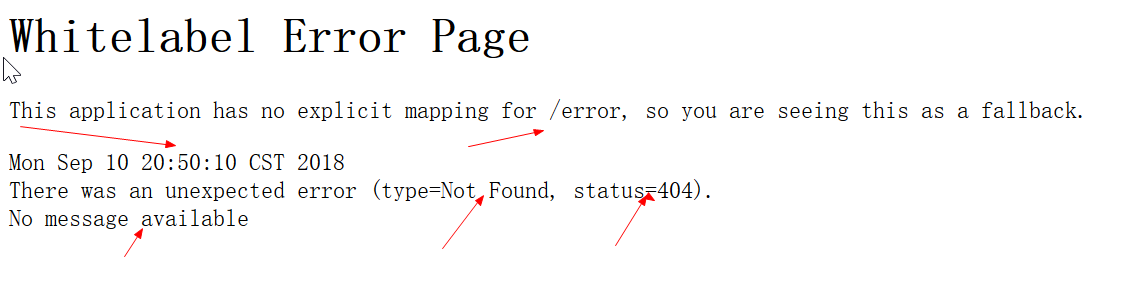 Whitelabel Error Page
This application has no explicit mapping for /error, so you are seeing this as a fallback.
Mon Sep 10 20:50:10 CST 2018
There was an unexpected error (type=Not Found, status=404).
No message available